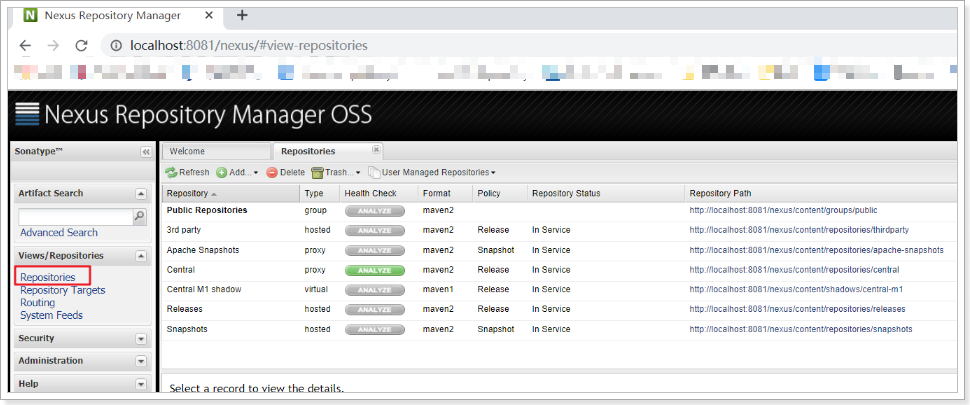 Nexus Repository Manager
localhost:8081/nexus/#view-repositories
Nexus Repository Manager OSS
Sonatype™
Welcome
Repositories
Refresh Add... Delete Trash... User Managed Repositories
Artifact Search
Advanced Search
Views/Repositories
Repositories
Repository Targets
Routing
System Feeds
Security
Administration
Help
Repository Type Health Check Format Policy Repository Status Repository Path
Public Repositories group ANALYZE maven2 http://localhost:8081/nexus/content/groups/public
3rd party hosted ANALYZE maven2 Release In Service http://localhost:8081/nexus/content/repositories/thirdparty
Apache Snapshots proxy ANALYZE maven2 Snapshot In Service http://localhost:8081/nexus/content/repositories/apache-snapshots
Central proxy ANALYZE maven2 Release In Service http://localhost:8081/nexus/content/repositories/central
Central M1 shadow virtual ANALYZE maven1 Release In Service http://localhost:8081/nexus/content/shadows/central-m1
Releases hosted ANALYZE maven2 Release In Service http://localhost:8081/nexus/content/repositories/releases
Snapshots hosted ANALYZE maven2 Snapshot In Service http://localhost:8081/nexus/content/repositories/snapshots
Select a record to view the details.